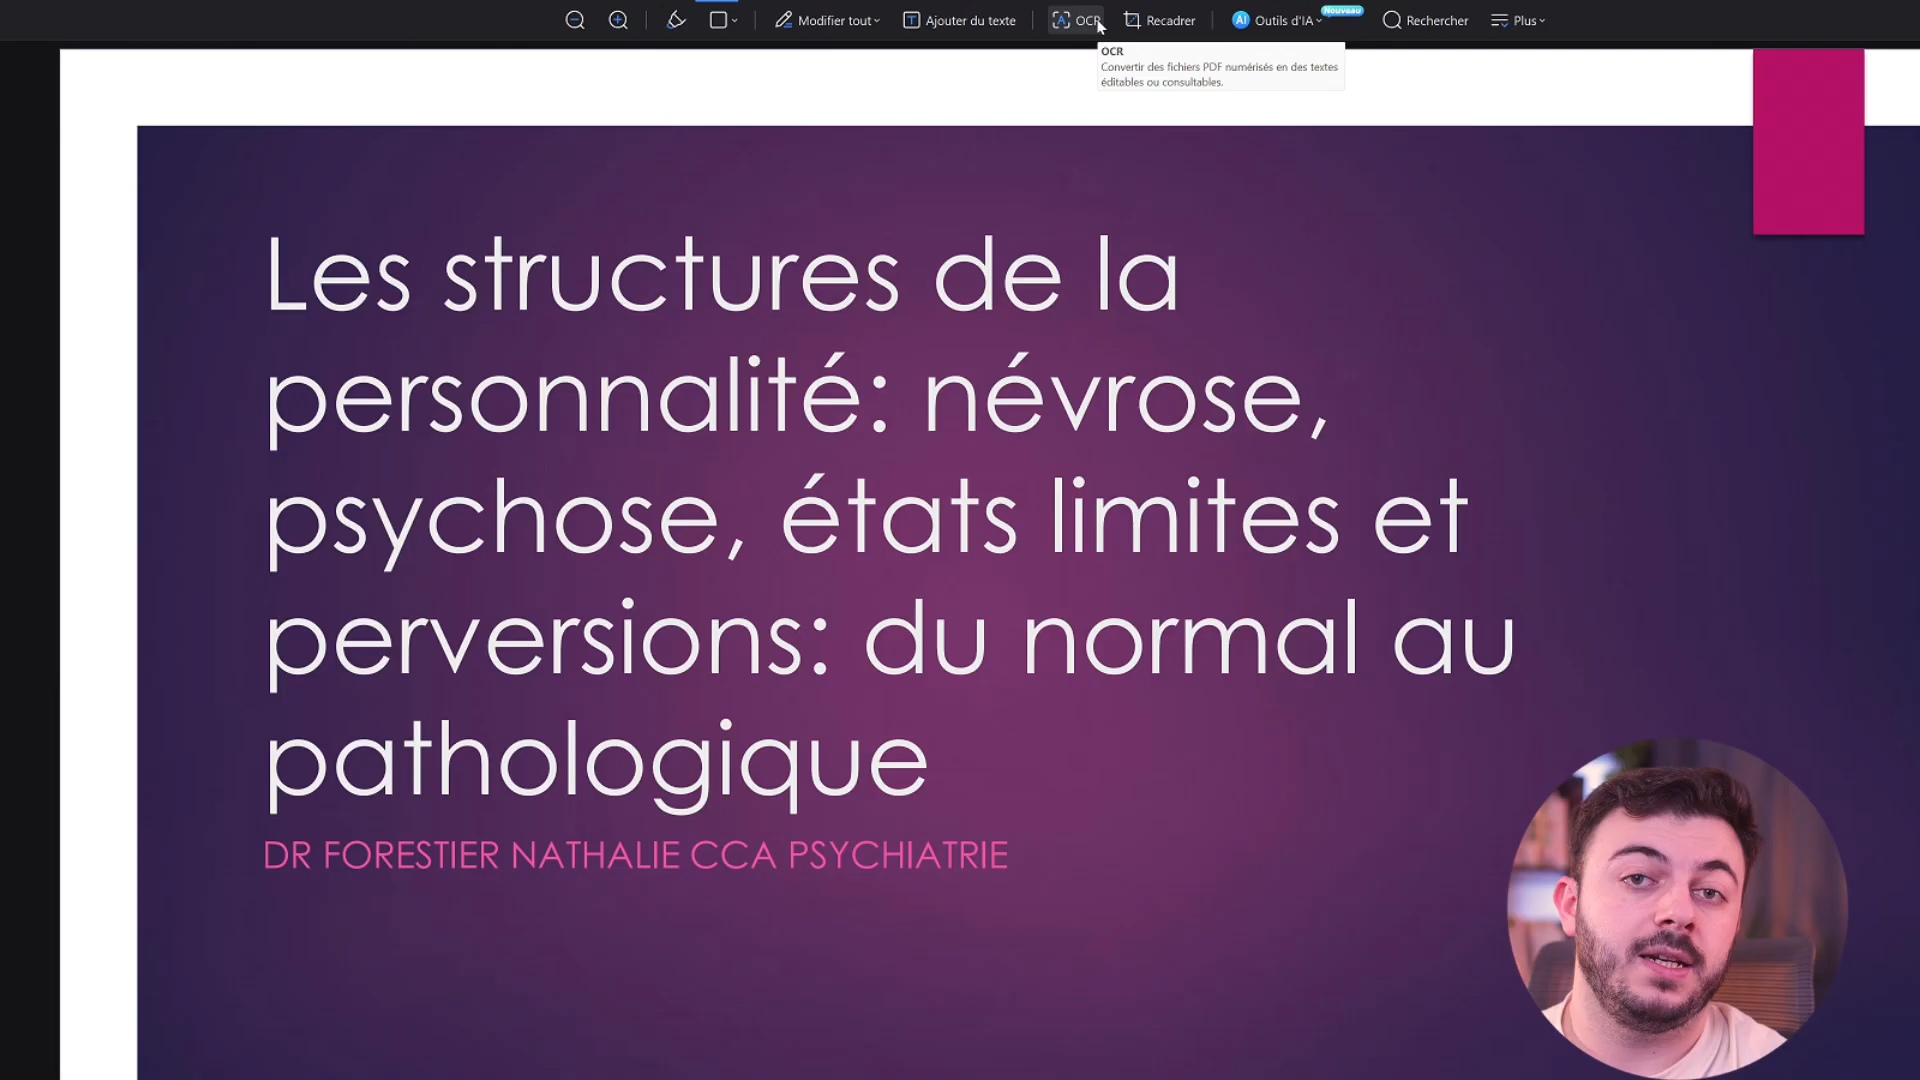 Modifier tout
Ajouter du texte
OCR
Recadrer
AI Outils d'IA
Nouveau
Rechercher
Plus
OCR
Convertir des fichiers PDF numérisés en des textes
éditables ou consultables.
Les structures de la
personnalité: névrose,
psychose, états limites et
perversions: du normal au
pathologique
DR FORESTIER NATHALIE CCA PSYCHIATRIE